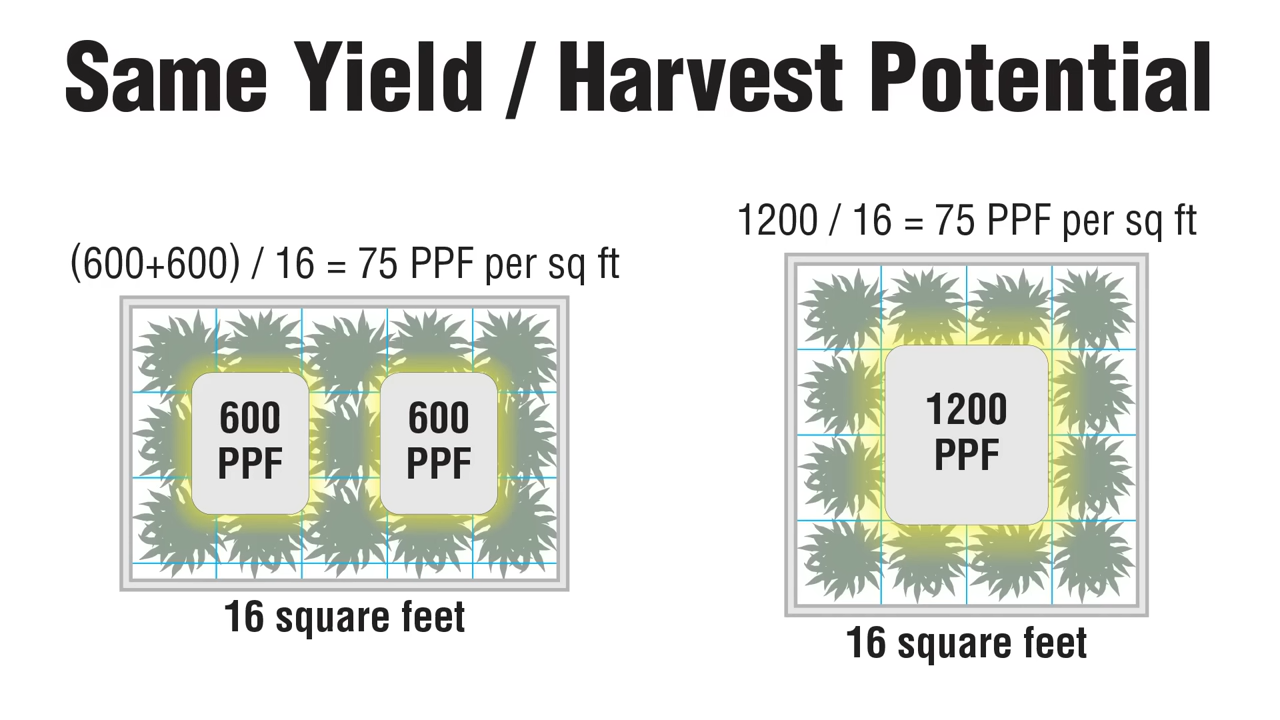 Same Yield / Harvest Potential
(600+600) / 16 = 75 PPF per sq ft
600
PPF
600
PPF
16 square feet
1200 / 16 = 75 PPF per sq ft
1200
PPF
16 square feet